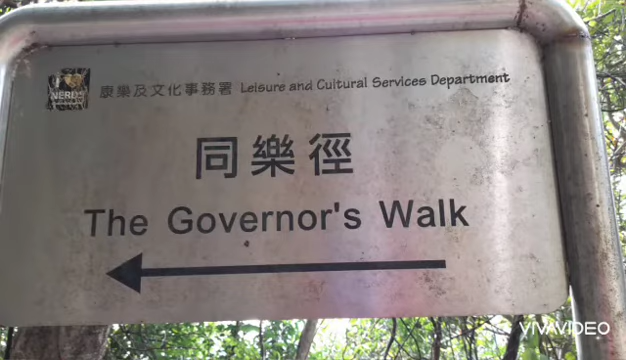 NERDS
康樂及文化事務署 Leisure and Cultural Services Department
同樂徑
The Governor's Walk
VIVAVIDEO